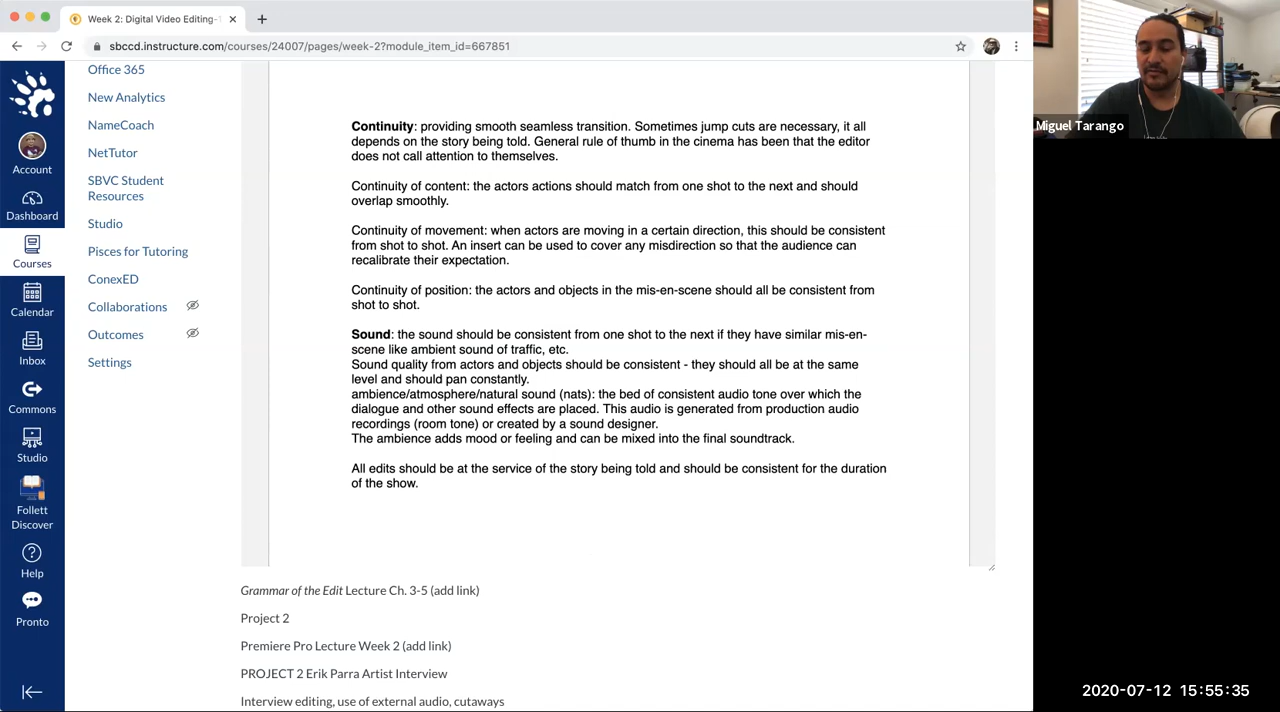 Week 2: Digital Video Editing-
sbccd.instructure.com/courses/24007/pages/week-2?module_item_id=667851
Miguel Tarango
Account
Dashboard
Courses
Calendar
Inbox
Commons
Studio
Follett
Discover
Help
Pronto
Office 365
New Analytics
NameCoach
NetTutor
SBVC Student
Resources
Studio
Pisces for Tutoring
ConexED
Collaborations
Outcomes
Settings
Continuity: providing smooth seamless transition. Sometimes jump cuts are necessary, it all
depends on the story being told. General rule of thumb in the cinema has been that the editor
does not call attention to themselves.
Continuity of content: the actors actions should match from one shot to the next and should
overlap smoothly.
Continuity of movement: when actors are moving in a certain direction, this should be consistent
from shot to shot. An insert can be used to cover any misdirection so that the audience can
recalibrate their expectation.
Continuity of position: the actors and objects in the mis-en-scene should all be consistent from
shot to shot.
Sound: the sound should be consistent from one shot to the next if they have similar mis-en-
scene like ambient sound of traffic, etc.
Sound quality from actors and objects should be consistent - they should all be at the same
level and should pan constantly.
ambience/atmosphere/natural sound (nats): the bed of consistent audio tone over which the
dialogue and other sound effects are placed. This audio is generated from production audio
recordings (room tone) or created by a sound designer.
The ambience adds mood or feeling and can be mixed into the final soundtrack.
All edits should be at the service of the story being told and should be consistent for the duration
of the show.
Grammar of the Edit Lecture Ch. 3-5 (add link)
Project 2
Premiere Pro Lecture Week 2 (add link)
PROJECT 2 Erik Parra Artist Interview
Interview editing, use of external audio, cutaways
2020-07-12 15:55:35